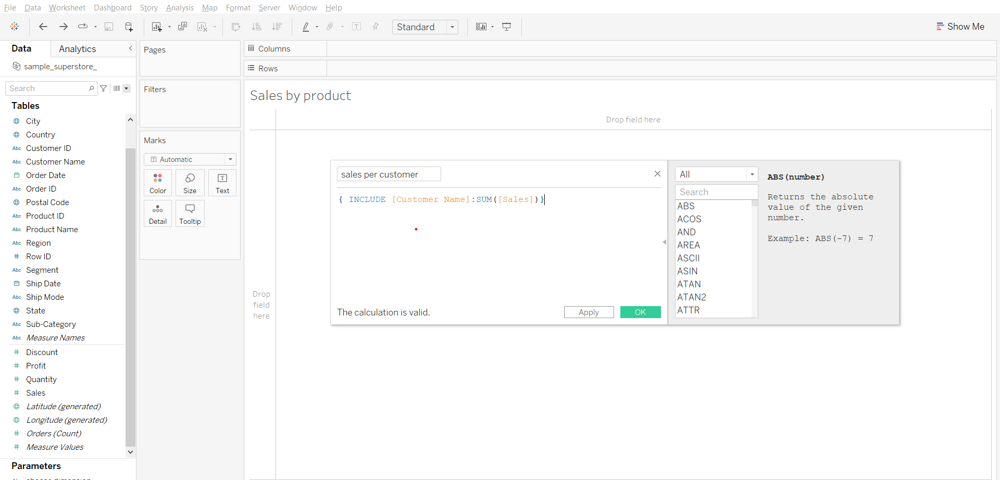 File Data Worksheet Dashboard Story Analysis Map Format Server Window Help
Standard
Show Me
Data Analytics
sample_superstore_
Search
Tables
City
Country
Abc Customer ID
Abc Customer Name
Order Date
Abc Order ID
Postal Code
Abc Product ID
Abc Product Name
Abc Region
# Row ID
Abc Segment
Ship Date
Abc Ship Mode
State
Abc Sub-Category
Abc Measure Names
# Discount
# Profit
# Quantity
# Sales
Latitude (generated)
Longitude (generated)
# Orders (Count)
# Measure Values
Parameters
Pages
Filters
Marks
T Automatic
Color Size Text
Detail Tooltip
Columns
Rows
Sales by product
Drop field here
Drop
field
here
sales per customer
{ INCLUDE [Customer Name]:SUM([Sales])}
The calculation is valid.
Apply OK
All
Search
ABS
ACOS
AND
AREA
ASCII
ASIN
ATAN
ATAN2
ATTR
ABS(number)
Returns the absolute
value of the given
number.
Example: ABS(-7) = 7